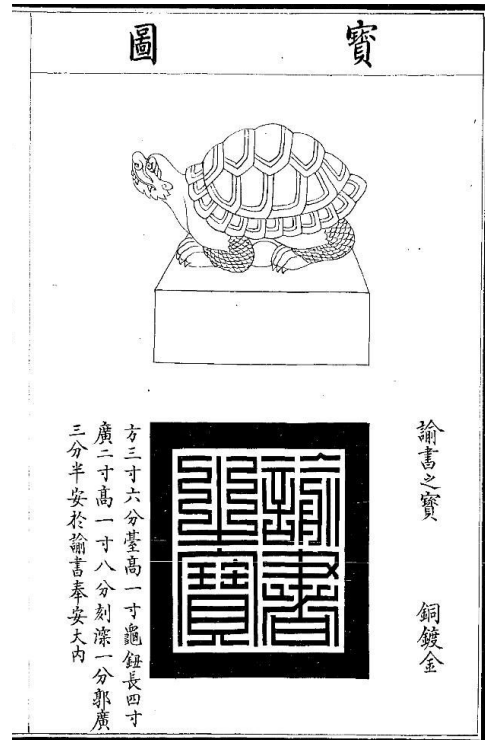 寶圖
諭書之寶 銅鍍金
諭書之寶
方三寸六分臺高一寸龜鈕長四寸
廣二寸高一寸八分刻深一分郭廣
三分半安於諭書奉安大內